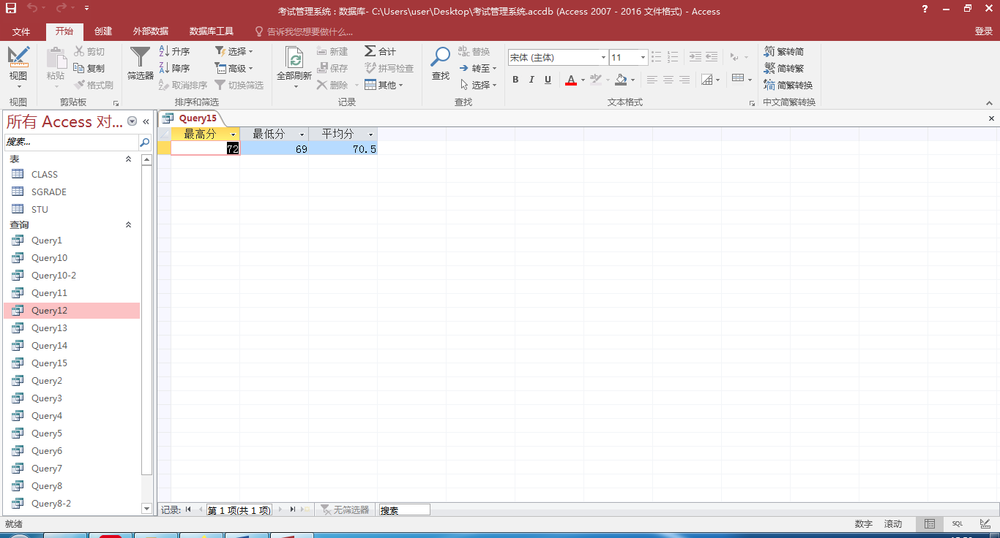 考试管理系统 : 数据库- C:\Users\user\Desktop\考试管理系统.accdb (Access 2007 - 2016 文件格式) - Access
文件 开始 创建 外部数据 数据库工具 告诉我您想要做什么... 登录
视图 粘贴 剪切 复制 格式刷 筛选器 升序 降序 取消排序 选择 高级 切换筛选 全部刷新 新建 保存 删除 合计 拼写检查 其他 查找 替换 转至 选择 宋体 (主体) 11 B I U A 繁转简 简转繁 简繁转换
视图 剪贴板 排序和筛选 记录 查找 文本格式 中文简繁转换
所有 Access 对... «
搜索...
表
CLASS
SGRADE
STU
查询
Query1
Query10
Query10-2
Query11
Query12
Query13
Query14
Query15
Query2
Query3
Query4
Query5
Query6
Query7
Query8
Query8-2
Query15
最高分 最低分 平均分
72 69 70.5
记录: 第 1 项(共 1 项) 无筛选器 搜索
就绪 数字 滚动 SQL